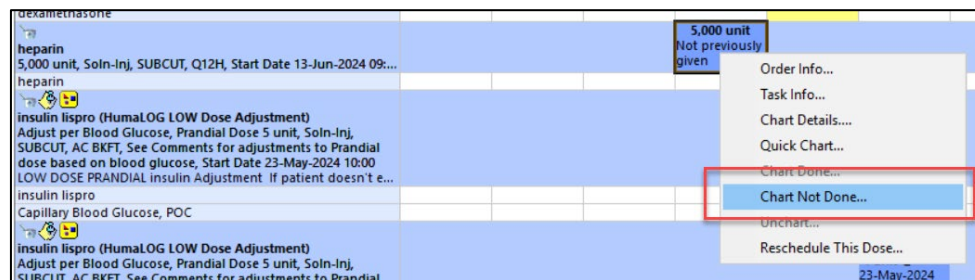 dexamethasone
heparin
5,000 unit, Soln-Inj, SUBCUT, Q12H, Start Date 13-Jun-2024 09:...
heparin
insulin lispro (HumaLOG LOW Dose Adjustment)
Adjust per Blood Glucose, Prandial Dose 5 unit, Soln-Inj,
SUBCUT, AC BKFT, See Comments for adjustments to Prandial
dose based on blood glucose, Start Date 23-May-2024 10:00
LOW DOSE PRANDIAL insulin Adjustment If patient doesn't e...
insulin lispro
Capillary Blood Glucose, POC
insulin lispro (HumaLOG LOW Dose Adjustment)
Adjust per Blood Glucose, Prandial Dose 5 unit, Soln-Inj,
SUBCUT, AC BKFT, See Comments for adjustments to Prandial
5,000 unit
Not previously
given
Order Info...
Task Info...
Chart Details....
Quick Chart...
Chart Done...
Chart Not Done...
Unchart...
Reschedule This Dose...
23-May-2024